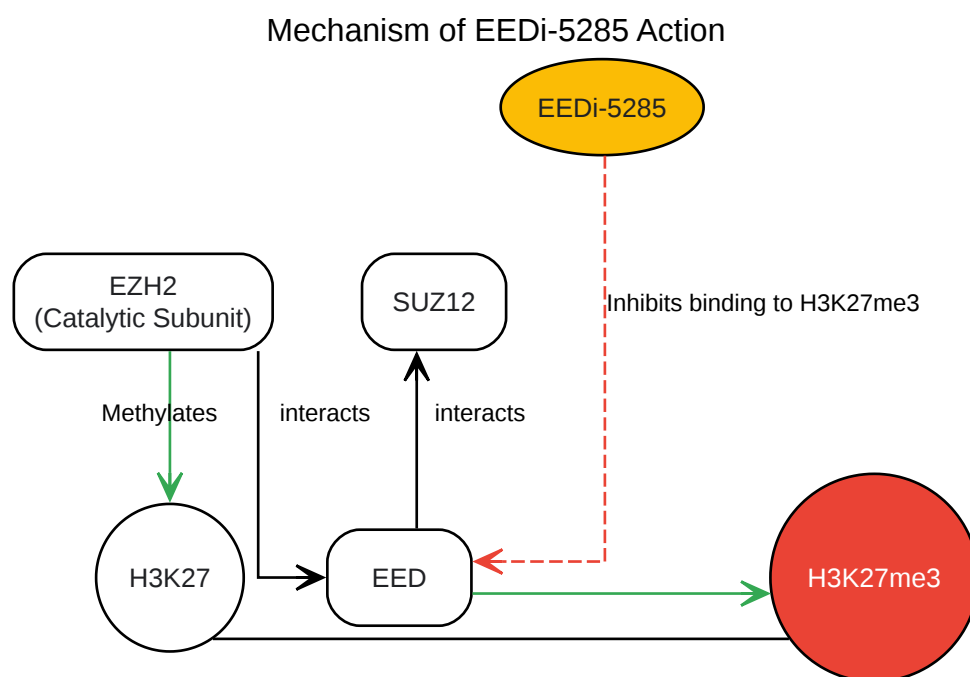 Mechanism of EEDi-5285 Action
EEDi-5285
EZH2
(Catalytic Subunit)
SUZ12
Inhibits binding to H3K27me3
Methylates
interacts
interacts
H3K27
EED
H3K27me3